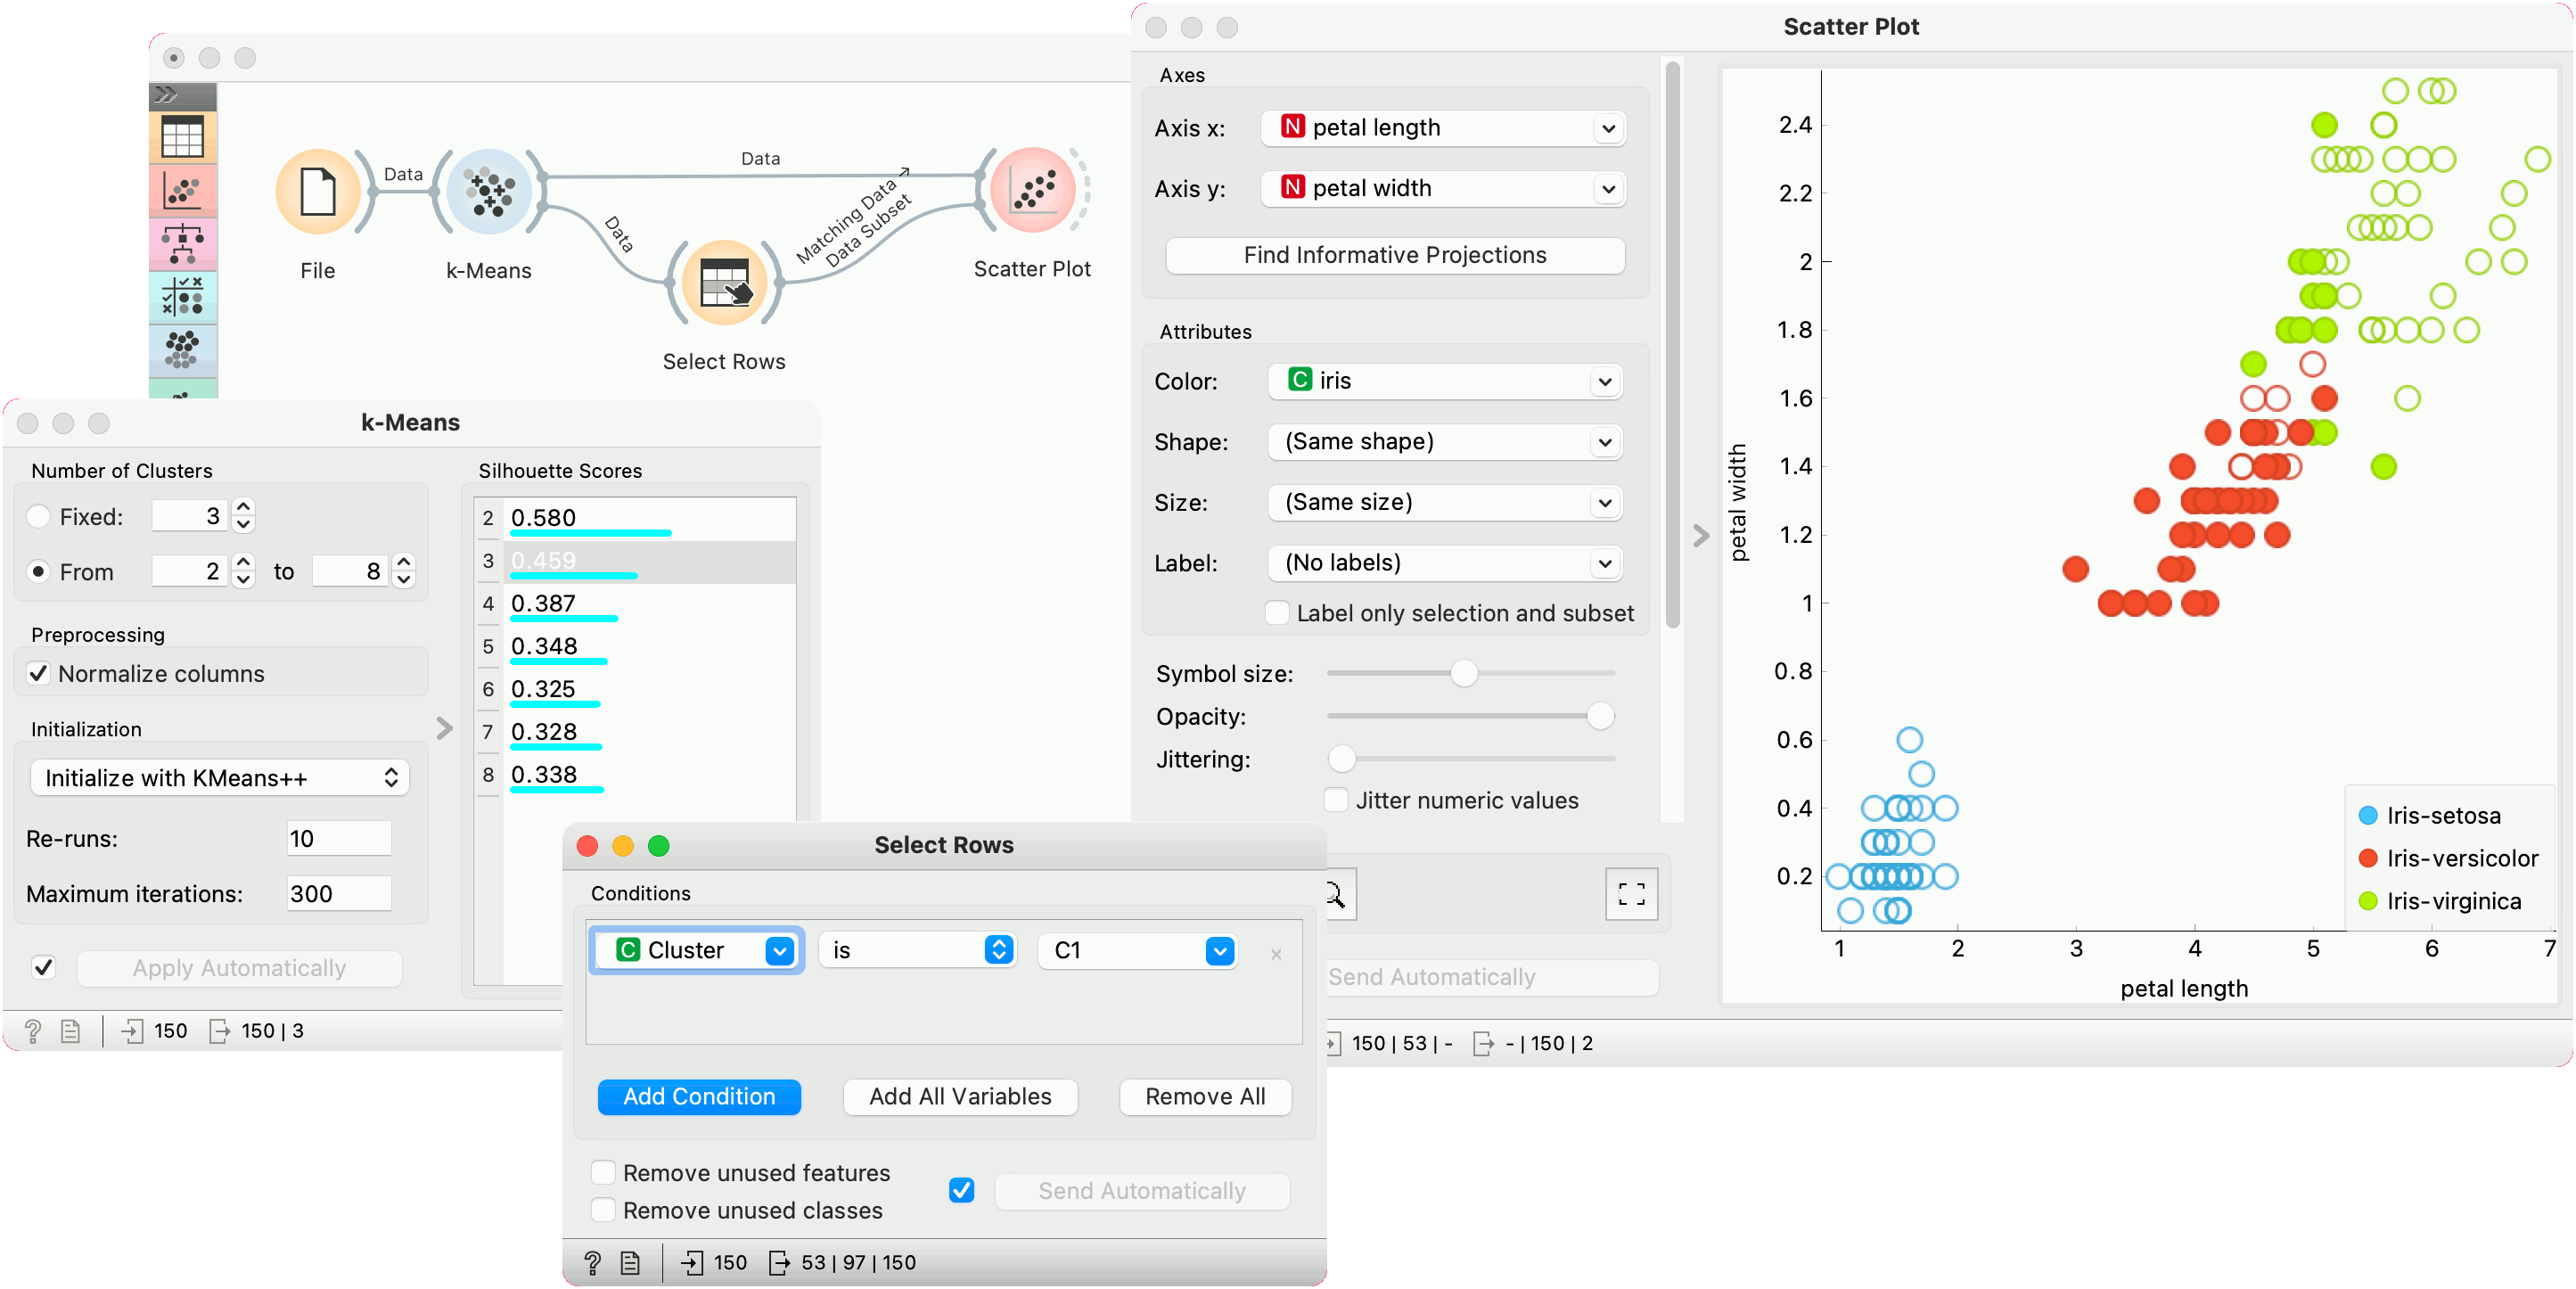 Data
Data
Data
Matching Data
Data Subset
File
k-Means
Select Rows
Scatter Plot
k-Means
Number of Clusters
Fixed: 3
From 2 to 8
Preprocessing
Normalize columns
Initialization
Initialize with KMeans++
Re-runs: 10
Maximum iterations: 300
Apply Automatically
150 150 | 3
Silhouette Scores
2 0.580
3 0.459
4 0.387
5 0.348
6 0.325
7 0.328
8 0.338
Select Rows
Conditions
C Cluster is C1 ×
Add Condition Add All Variables Remove All
Remove unused features
Remove unused classes
Send Automatically
? 150 53 | 97 | 150
Scatter Plot
Axes
Axis x: N petal length
Axis y: N petal width
Find Informative Projections
Attributes
Color: C iris
Shape: (Same shape)
Size: (Same size)
Label: (No labels)
Label only selection and subset
Symbol size:
Opacity:
Jittering:
Jitter numeric values
Send Automatically
150 | 53 | - - | 150 | 2
petal width
2.4
2.2
2
1.8
1.6
1.4
1.2
1
0.8
0.6
0.4
0.2
1 2 3 4 5 6 7
petal length
Iris-setosa
Iris-versicolor
Iris-virginica